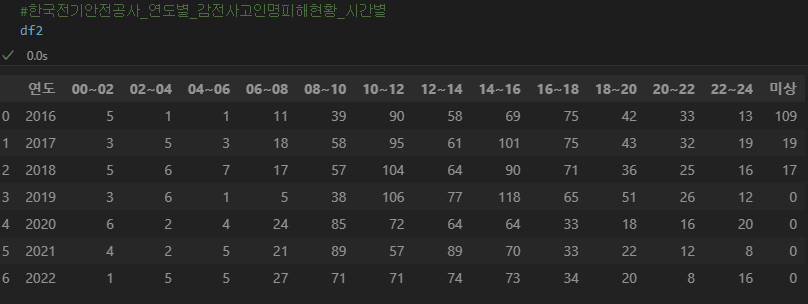 #한국전기안전공사_연도별_감전사고인명피해현황_시간별
df2
0.0s
연도 00~02 02~04 04~06 06~08 08~10 10~12 12~14 14~16 16~18 18~20 20~22 22~24 미상
0 2016 5 1 1 11 39 90 58 69 75 42 33 13 109
1 2017 3 5 3 18 58 95 61 101 75 43 32 19 19
2 2018 5 6 7 17 57 104 64 90 71 36 25 16 17
3 2019 3 6 1 5 38 106 77 118 65 51 26 12 0
4 2020 6 2 4 24 85 72 64 64 33 18 16 20 0
5 2021 4 2 5 21 89 57 89 70 33 22 12 8 0
6 2022 1 5 5 27 71 71 74 73 34 20 8 16 0